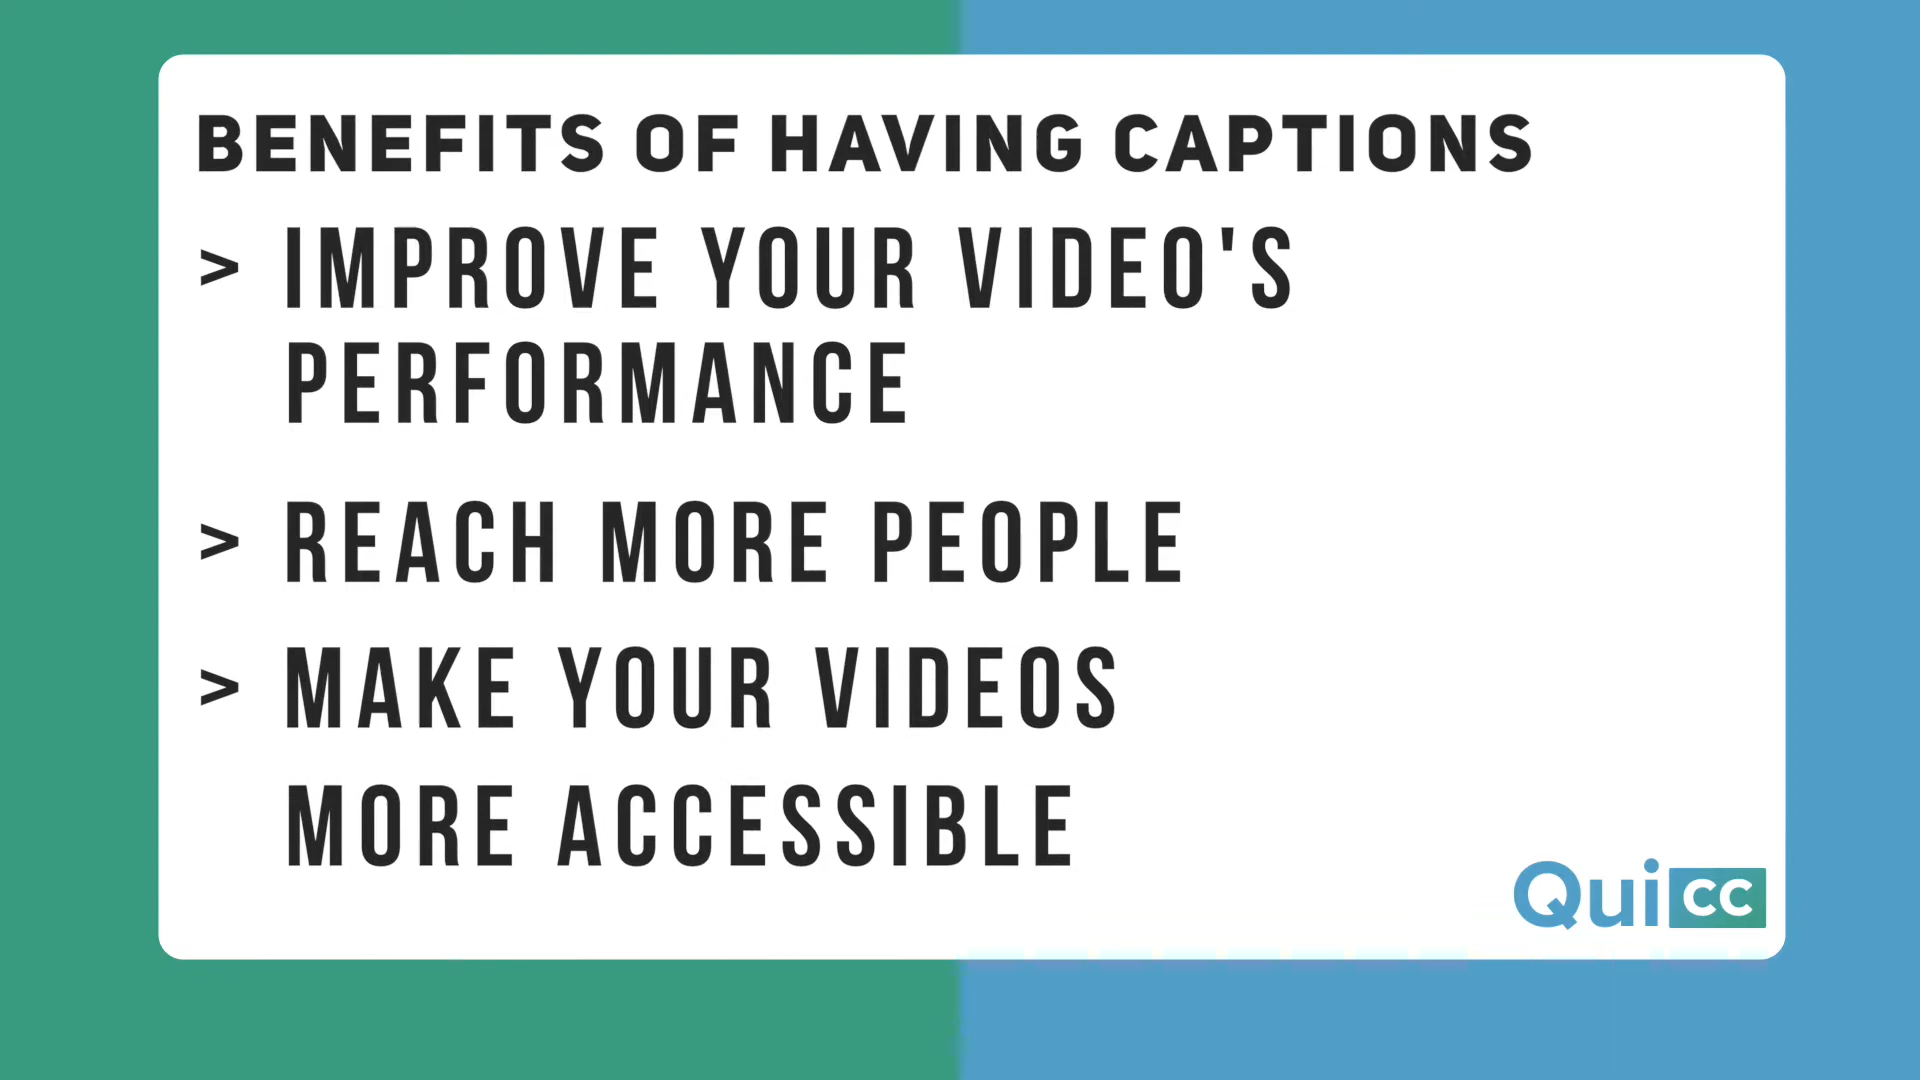 BENEFITS OF HAVING CAPTIONS
> IMPROVE YOUR VIDEO'S
PERFORMANCE
> REACH MORE PEOPLE
> MAKE YOUR VIDEOS
MORE ACCESSIBLE
Quicc